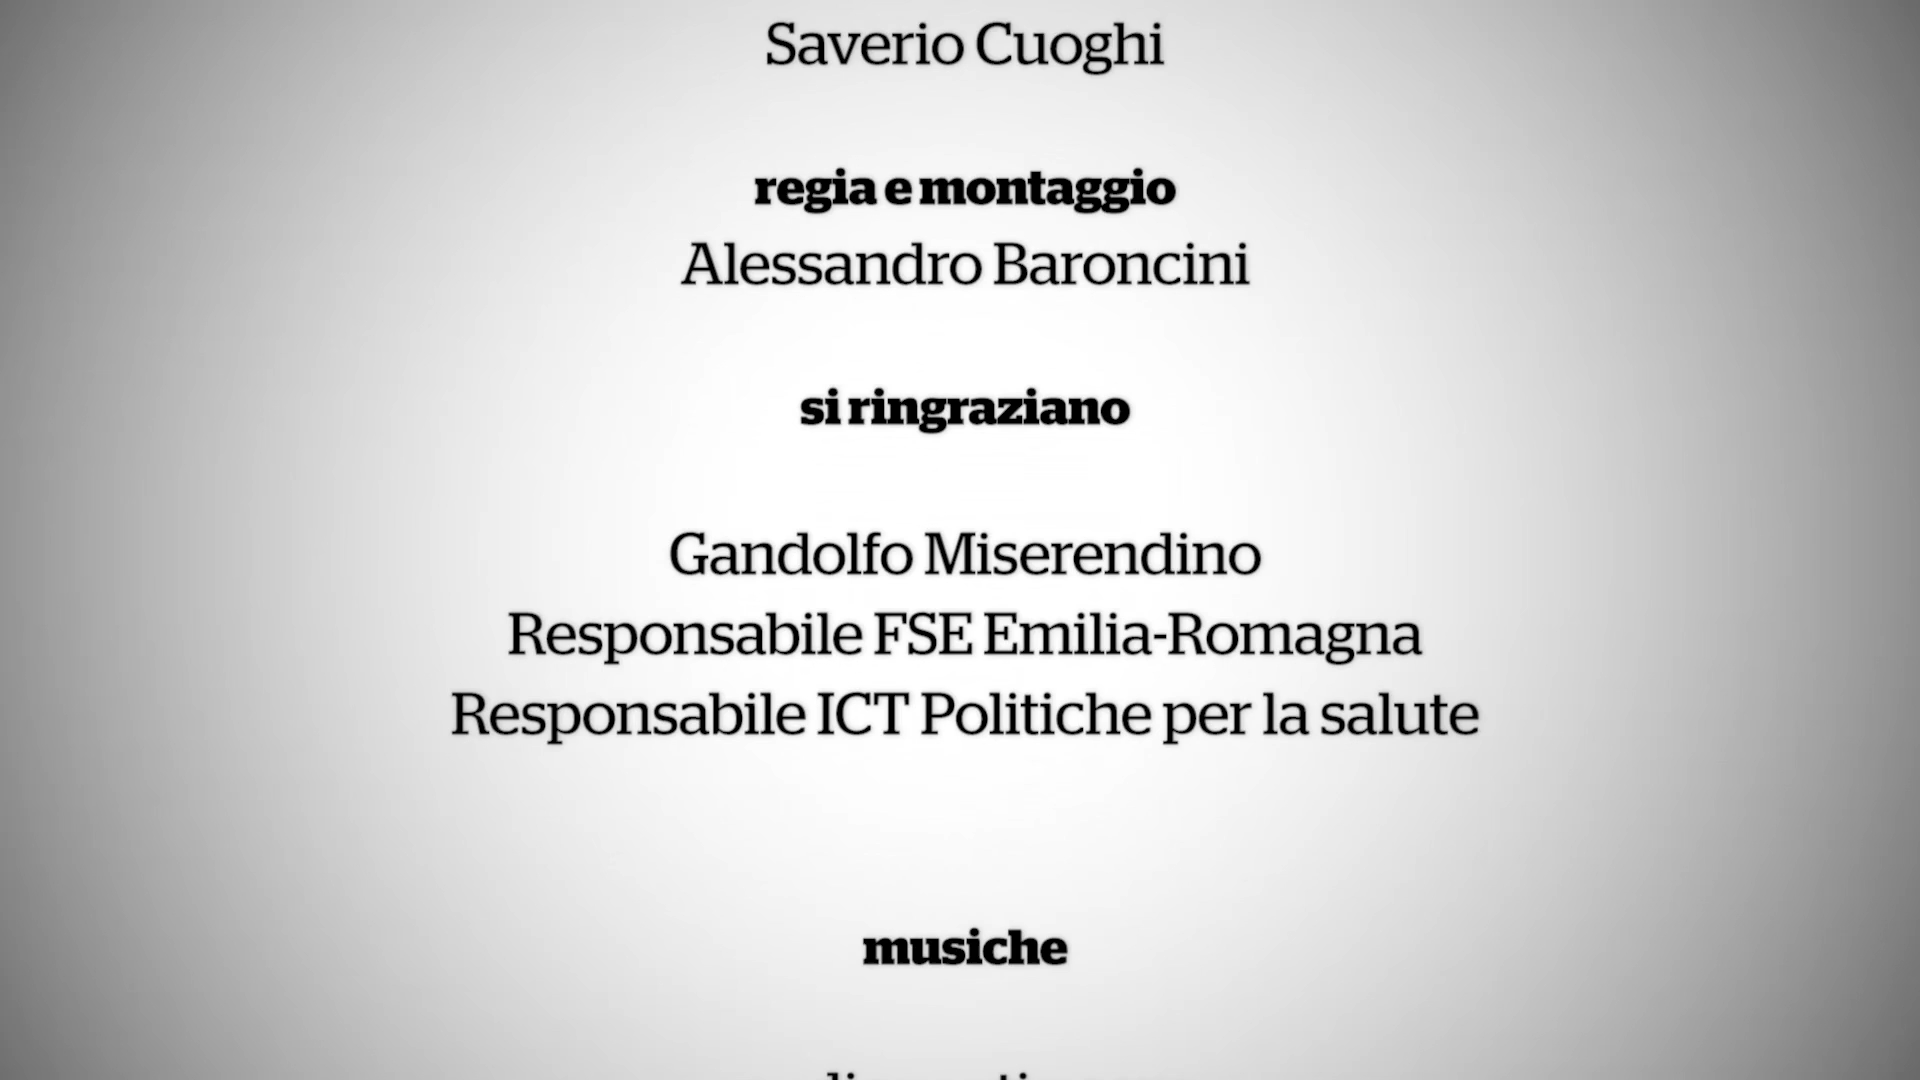 Saverio Cuoghi
regia e montaggio
Alessandro Baroncini
si ringraziano
Gandolfo Miserendino
Responsabile FSE Emilia-Romagna
Responsabile ICT Politiche per la salute
musiche